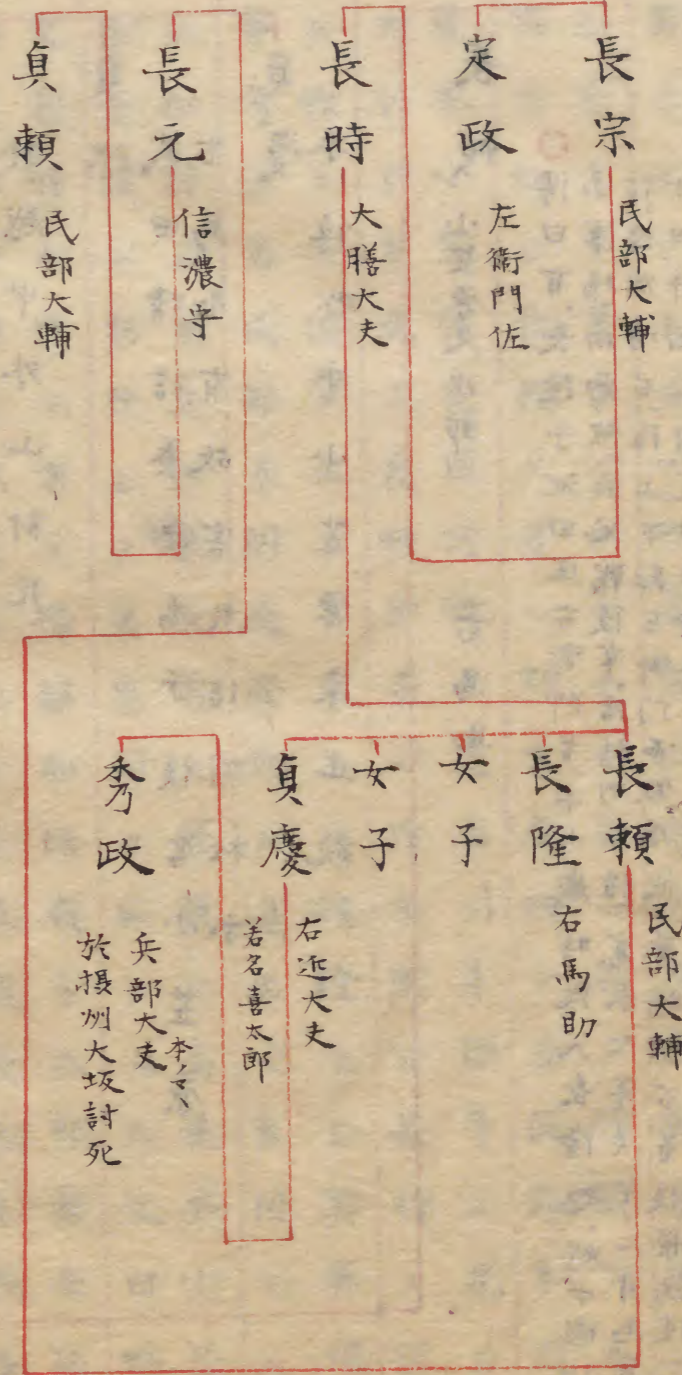 長宗 民部大輔
定政 左衛門佐
長時 大膳大夫
長頼 民部大輔
長隆 右馬助
女子
女子
貞慶 右近大夫
若名喜太郎
秀政 兵部大夫 本ノマヽ
於摂州大坂討死
長元 信濃守
貞頼 民部大輔